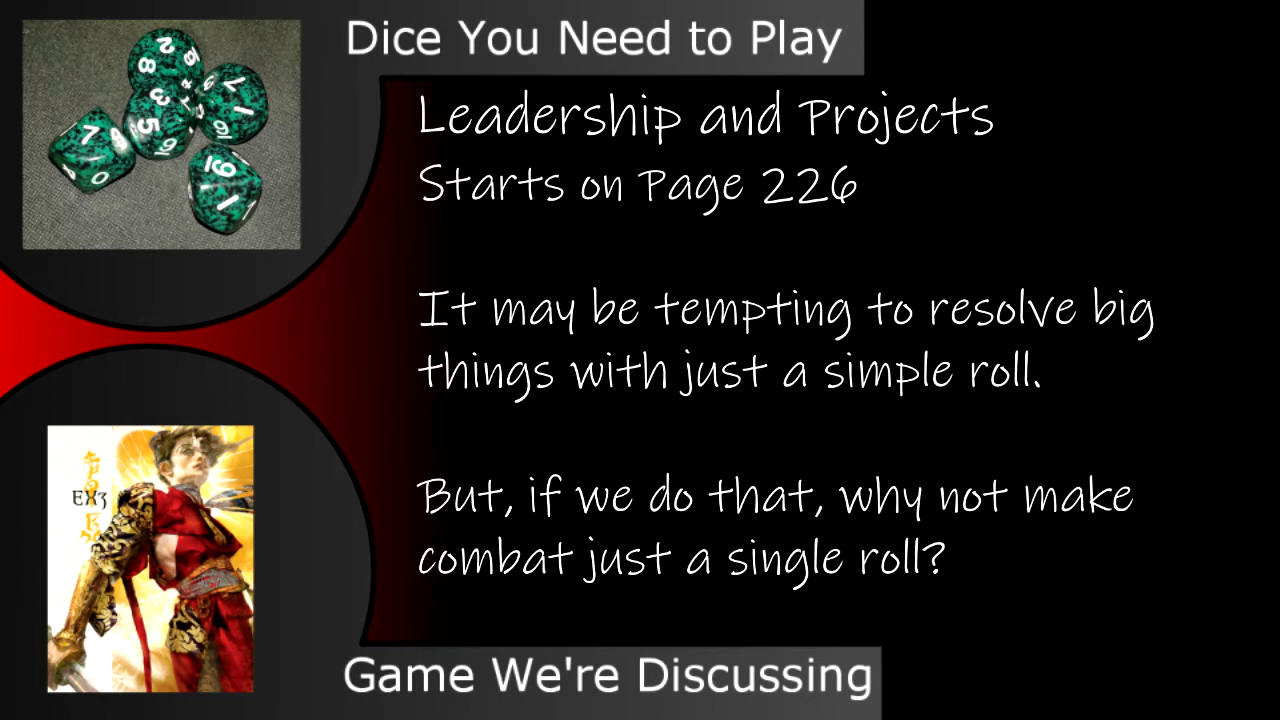 Dice You Need to Play
Leadership and Projects
Starts on Page 226
It may be tempting to resolve big
things with just a simple roll.
But, if we do that, why not make
combat just a single roll?
EX3
Game We're Discussing